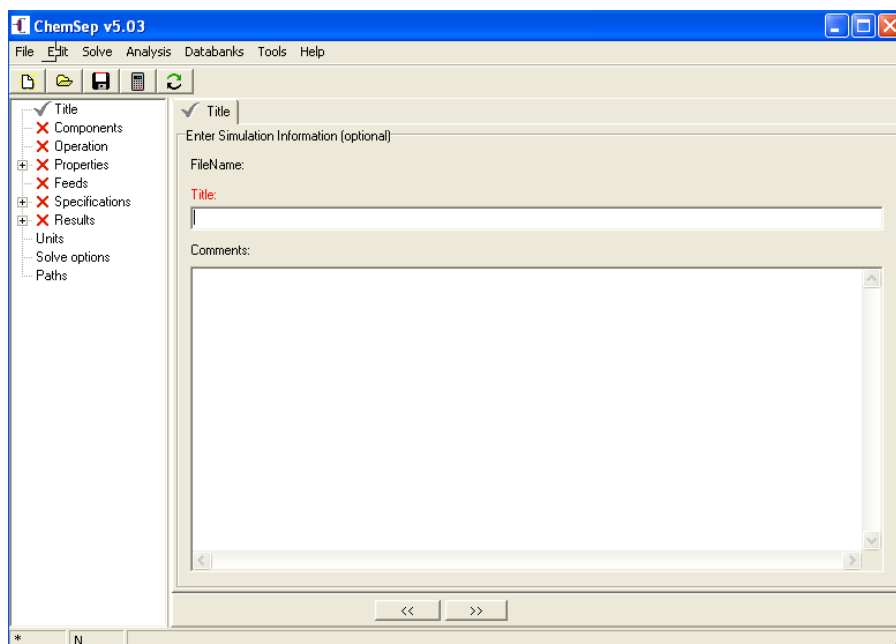 ChemSep v5.03
File Edit Solve Analysis Databanks Tools Help
Title
Components
Operation
Properties
Feeds
Specifications
Results
Units
Solve options
Paths
Title
Enter Simulation Information (optional)
FileName:
Title:
Comments:
<< >>
* N